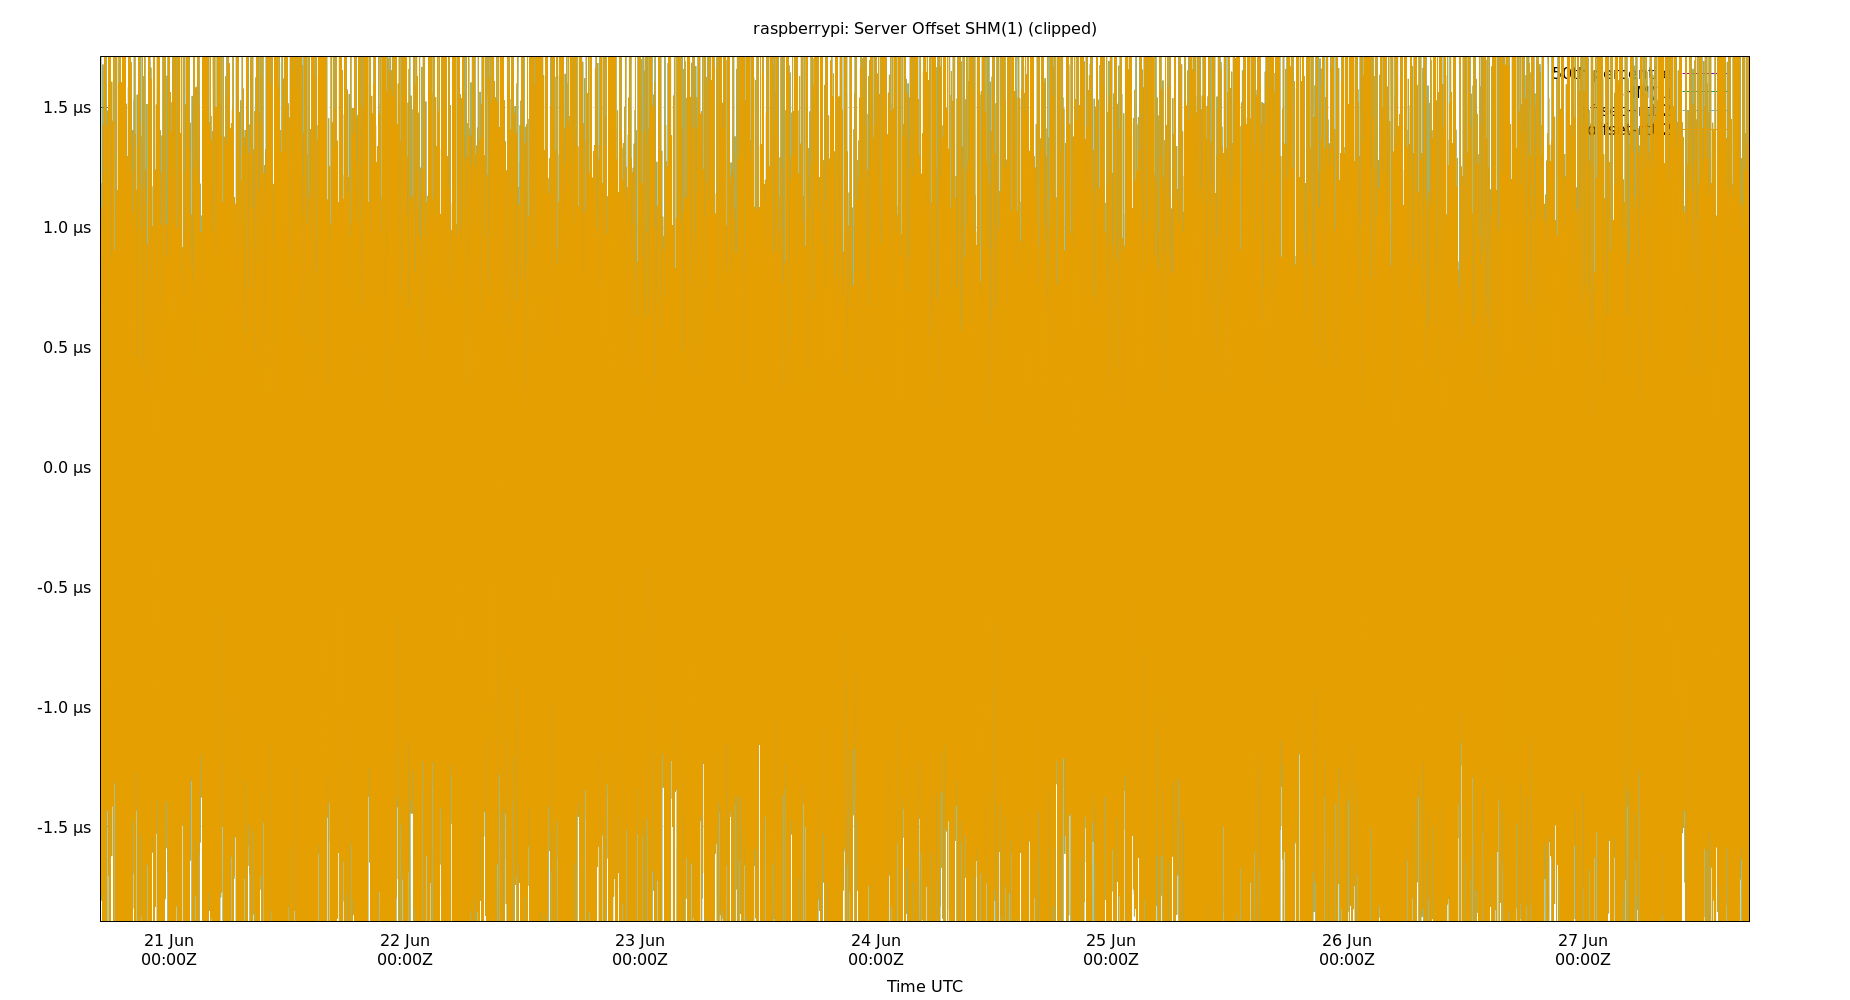 raspberrypi: Server Offset SHM(1) (clipped)
1.5 µs
1.0 µs
0.5 µs
0.0 µs
-0.5 µs
-1.0 µs
-1.5 µs
21 Jun 22 Jun 23 Jun 24 Jun 25 Jun 26 Jun 27 Jun
00:00Z 00:00Z 00:00Z 00:00Z 00:00Z 00:00Z 00:00Z
Time UTC